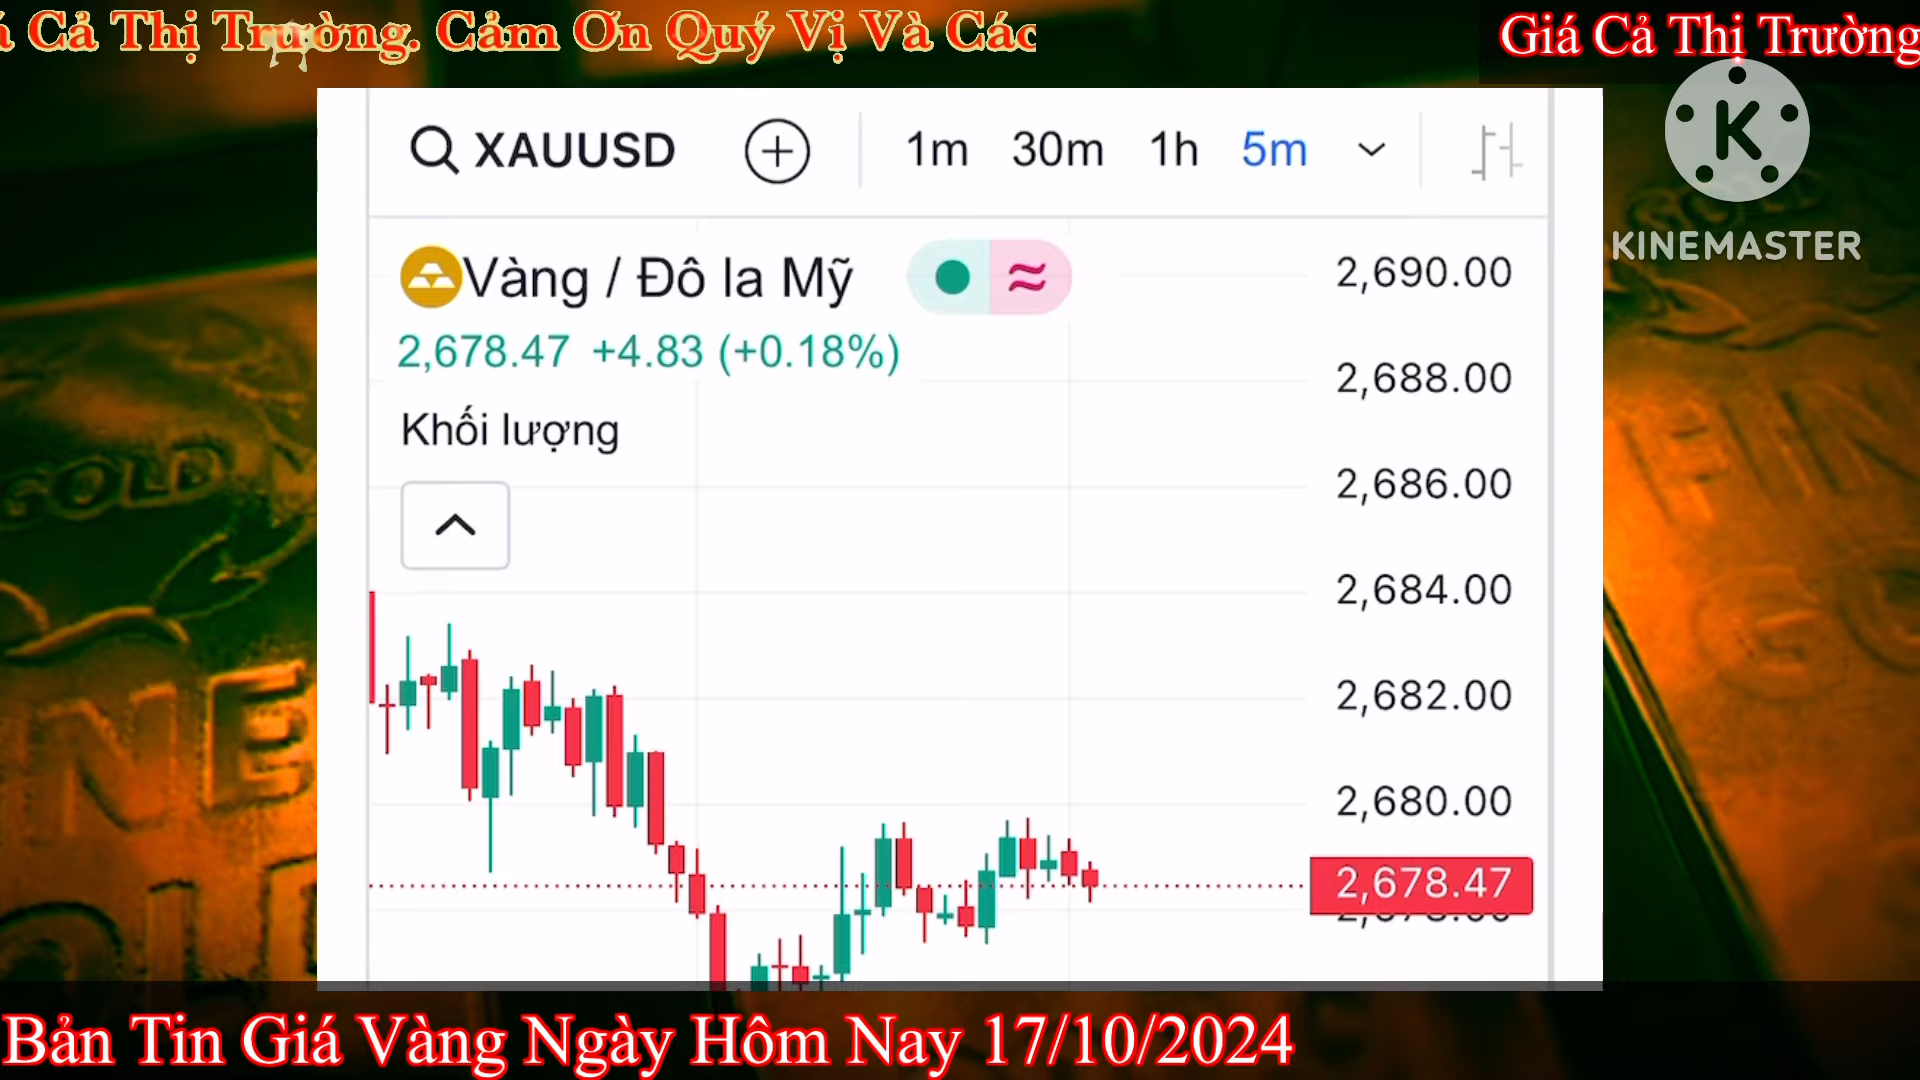 Cả Thị Trường. Cảm Ơn Quý Vị Và Các
Giá Cả Thị Trường
KINEMASTER
XAUUSD
1m 30m 1h 5m
Vàng / Đô la Mỹ
2,678.47 +4.83 (+0.18%)
Khối lượng
2,690.00
2,688.00
2,686.00
2,684.00
2,682.00
2,680.00
2,678.47
GOLD
FIN
NE
Bản Tin Giá Vàng Ngày Hôm Nay 17/10/2024